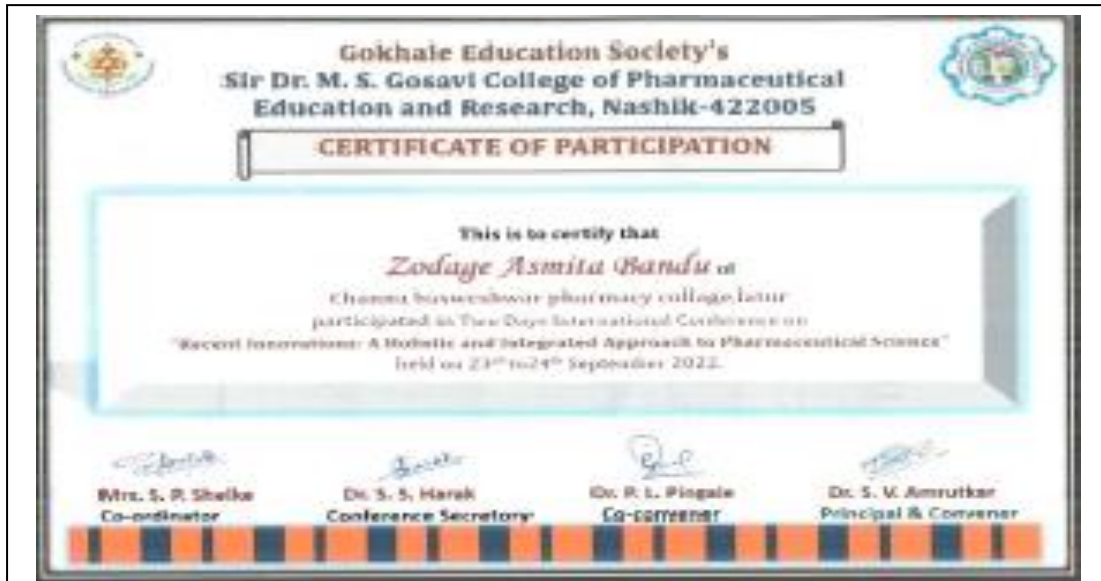 Gokhale Education Society's
Sir Dr. M. S. Gosavi College of Pharmaceutical
Education and Research, Nashik-422005
CERTIFICATE OF PARTICIPATION
This is to certify that
Zodage Asmita Bandu of
Channa basweshwar pharmacy collage latur
participated in Two Days International Conference on
"Recent Innovations: A Holistic and Integrated Approach to Pharmaceutical Science"
held on 23rd to 24th September 2022.
Mrs. S. P. Shelke Dr. S. S. Harak Dr. P. L. Pingale Dr. S. V. Amrutkar
Co-ordinator Conference Secretory Co-convener Principal & Convener